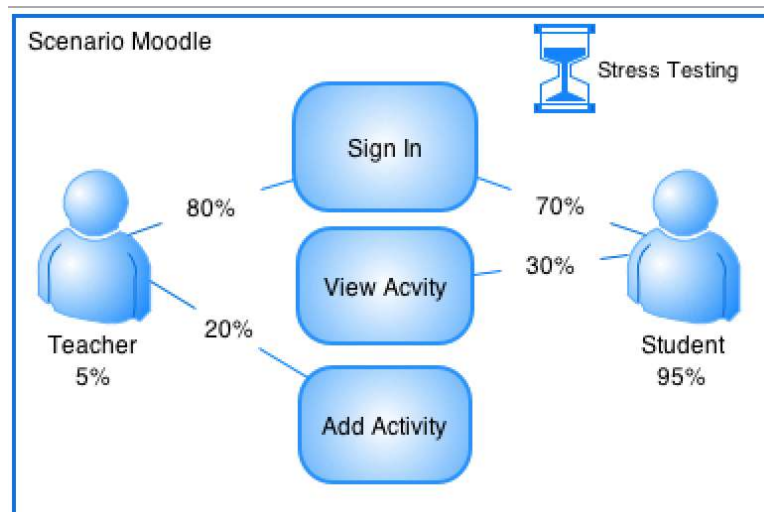 Scenario Moodle
Stress Testing
Sign In
80%
70%
View Acvity
30%
20%
Teacher
5%
Student
95%
Add Activity